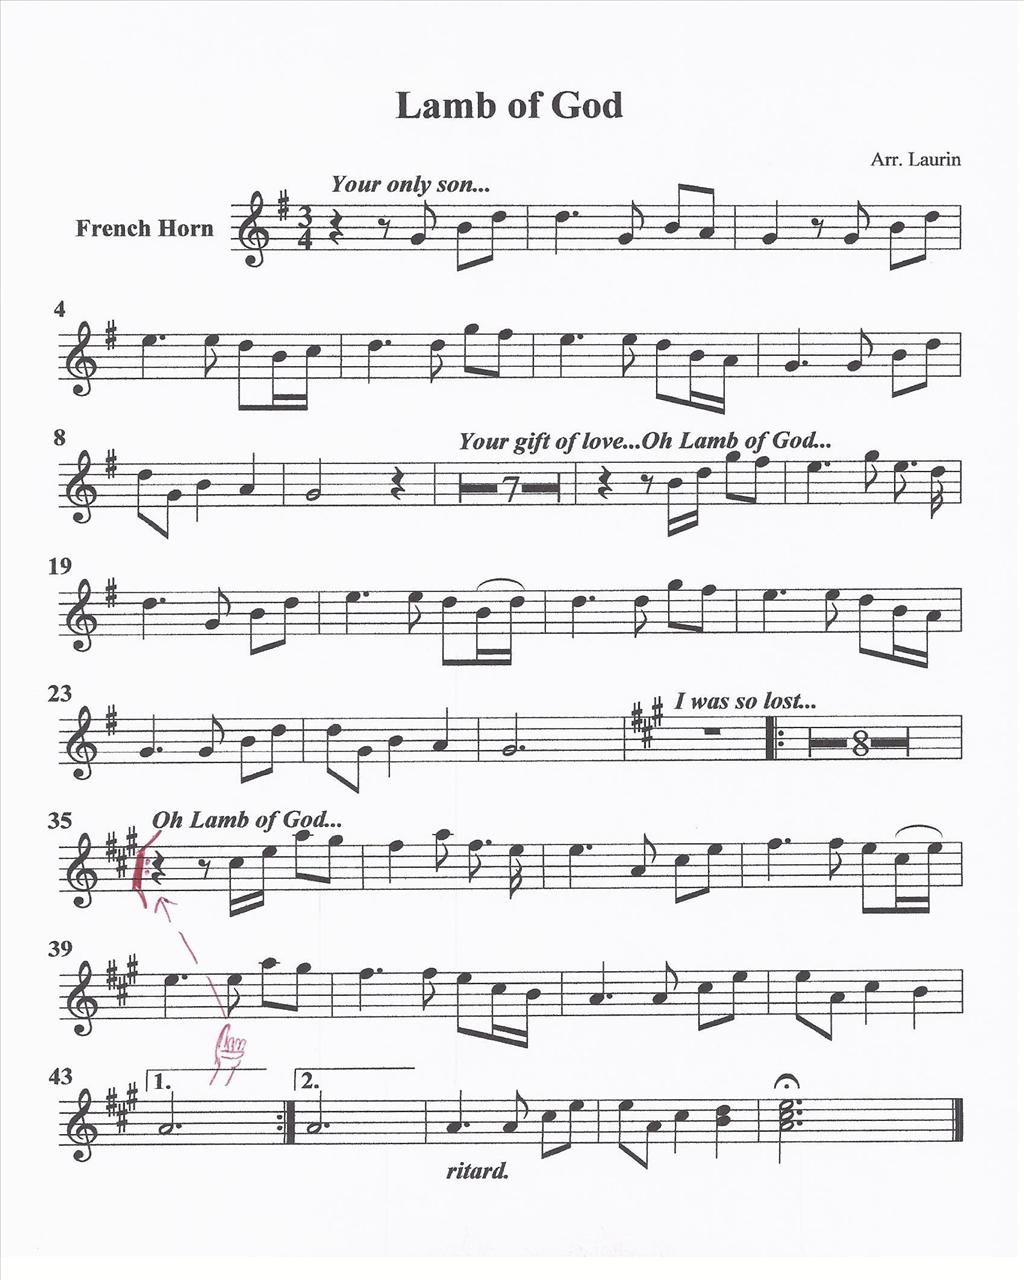 Lamb of God
Arr. Laurin
Your only son...
French Horn
3
4
4
8
Your gift of love...Oh Lamb of God...
7
19
23
I was so lost...
8
35
Oh Lamb of God...
39
43
1.
2.
ritard.